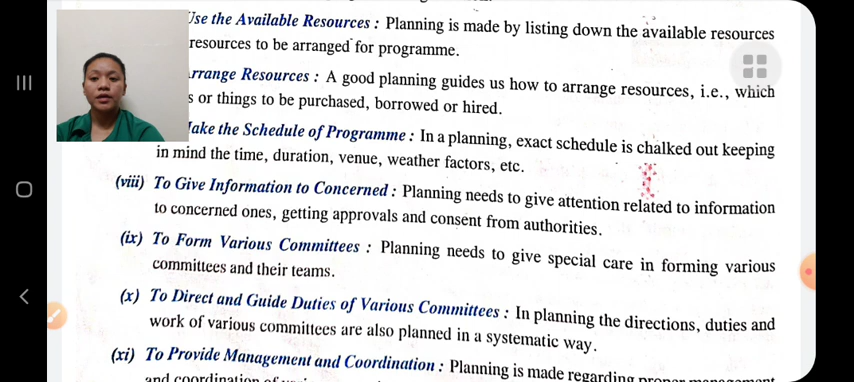 Use the Available Resources : Planning is made by listing down the available resources
resources to be arranged for programme.
rrange Resources : A good planning guides us how to arrange resources, i.e., which
s or things to be purchased, borrowed or hired.
ake the Schedule of Programme : In a planning, exact schedule is chalked out keeping
in mind the time, duration, venue, weather factors, etc.
(viii) To Give Information to Concerned : Planning needs to give attention related to information
to concerned ones, getting approvals and consent from authorities.
(ix) To Form Various Committees : Planning needs to give special care in forming various
committees and their teams.
(x) To Direct and Guide Duties of Various Committees : In planning the directions, duties and
work of various committees are also planned in a systematic way.
(xi) To Provide Management and Coordination : Planning is made regarding proper management
and coordination of